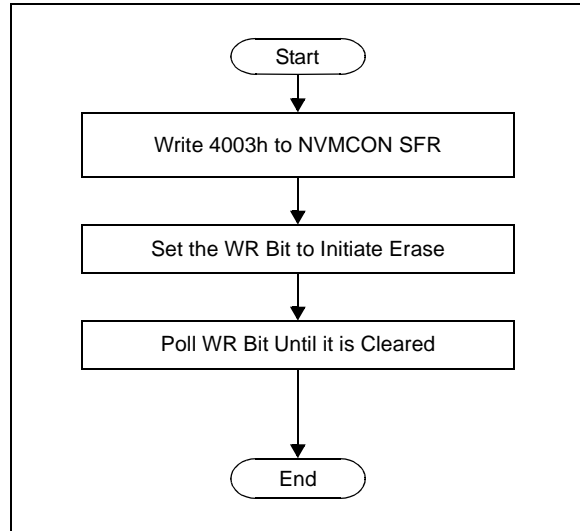 Start
Write 4003h to NVMCON SFR
Set the WR Bit to Initiate Erase
Poll WR Bit Until it is Cleared
End